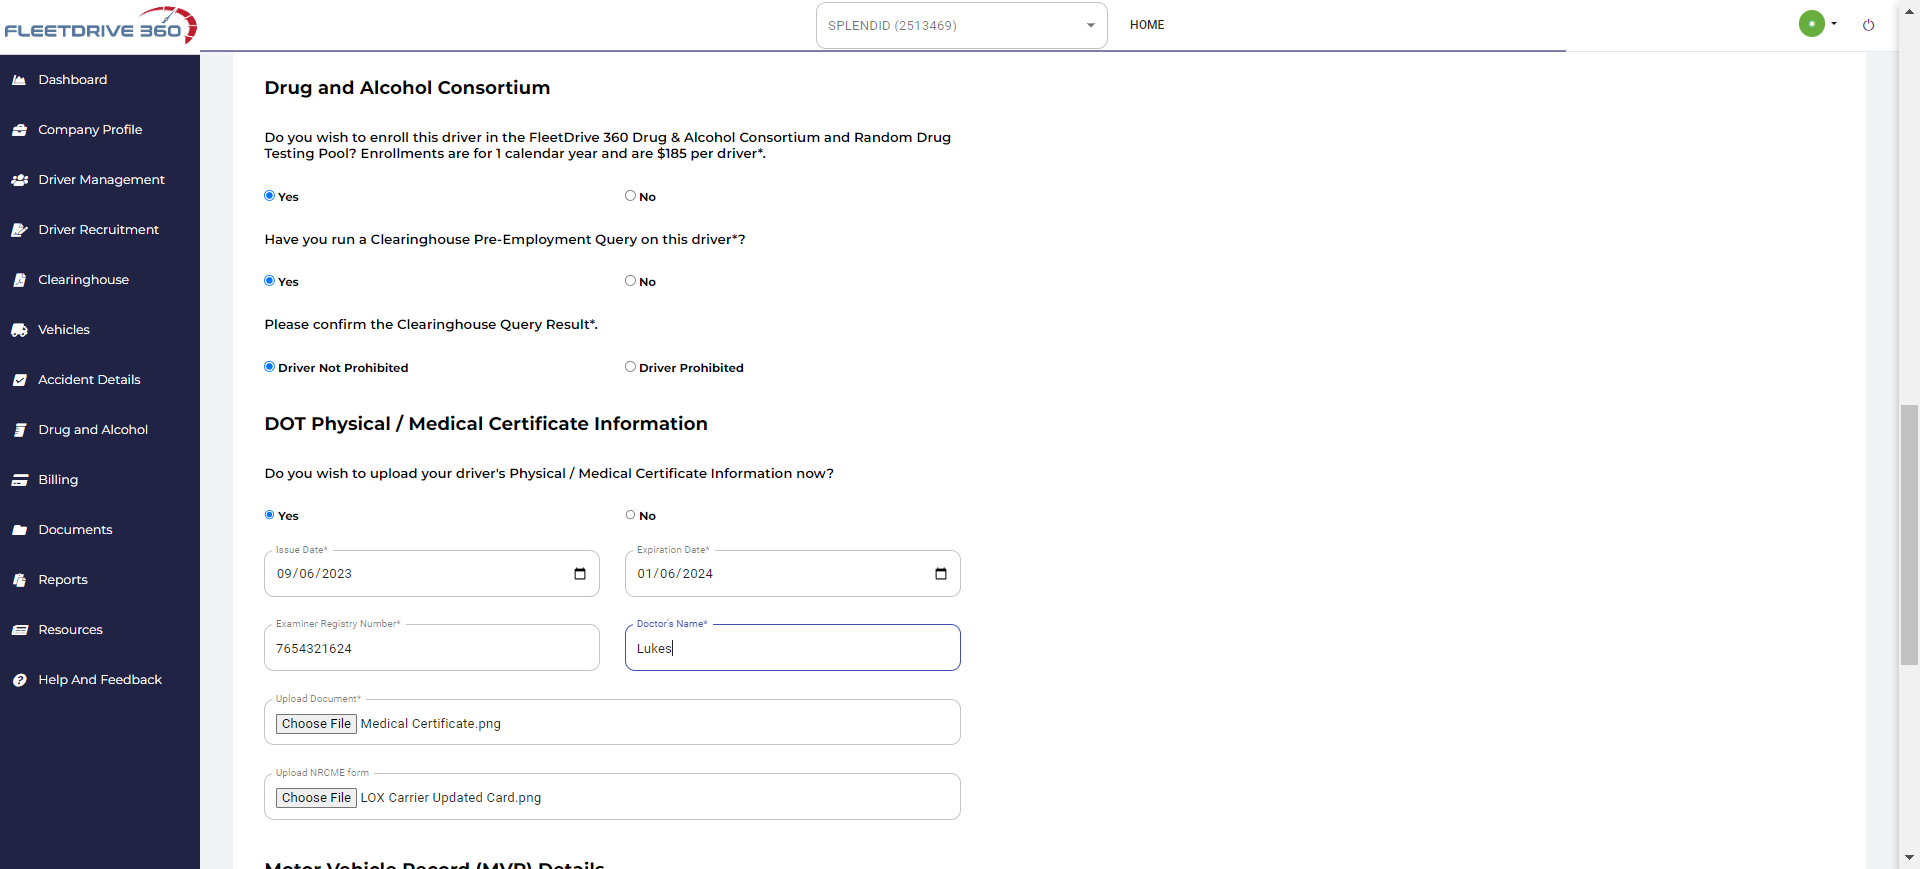 FLEETDRIVE 360
SPLENDID (2513469)
HOME
Dashboard
Company Profile
Driver Management
Driver Recruitment
Clearinghouse
Vehicles
Accident Details
Drug and Alcohol
Billing
Documents
Reports
Resources
Help And Feedback
Drug and Alcohol Consortium
Do you wish to enroll this driver in the FleetDrive 360 Drug & Alcohol Consortium and Random Drug
Testing Pool? Enrollments are for 1 calendar year and are $185 per driver*.
Yes
No
Have you run a Clearinghouse Pre-Employment Query on this driver*?
Yes
No
Please confirm the Clearinghouse Query Result*.
Driver Not Prohibited
Driver Prohibited
DOT Physical / Medical Certificate Information
Do you wish to upload your driver's Physical / Medical Certificate Information now?
Yes
No
Issue Date*
09/06/2023
Expiration Date*
01/06/2024
Examiner Registry Number*
7654321624
Doctor's Name*
Lukes
Upload Document*
Choose File Medical Certificate.png
Upload NRCME form
Choose File LOX Carrier Updated Card.png
Motor Vehicle Record (MVR) Details